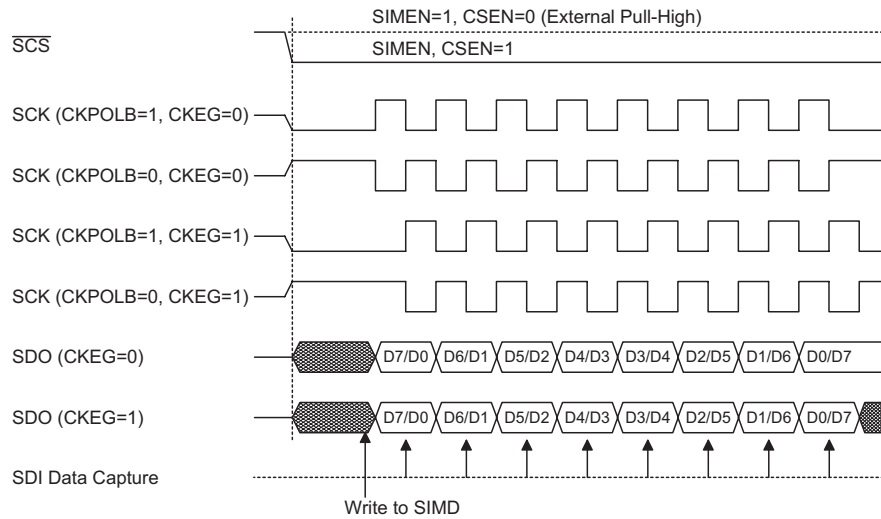 SIMEN=1, CSEN=0 (External Pull-High)
SCS
SIMEN, CSEN=1
SCK (CKPOLB=1, CKEG=0)
SCK (CKPOLB=0, CKEG=0)
SCK (CKPOLB=1, CKEG=1)
SCK (CKPOLB=0, CKEG=1)
SDO (CKEG=0) D7/D0 D6/D1 D5/D2 D4/D3 D3/D4 D2/D5 D1/D6 D0/D7
SDO (CKEG=1) D7/D0 D6/D1 D5/D2 D4/D3 D3/D4 D2/D5 D1/D6 D0/D7
SDI Data Capture
Write to SIMD